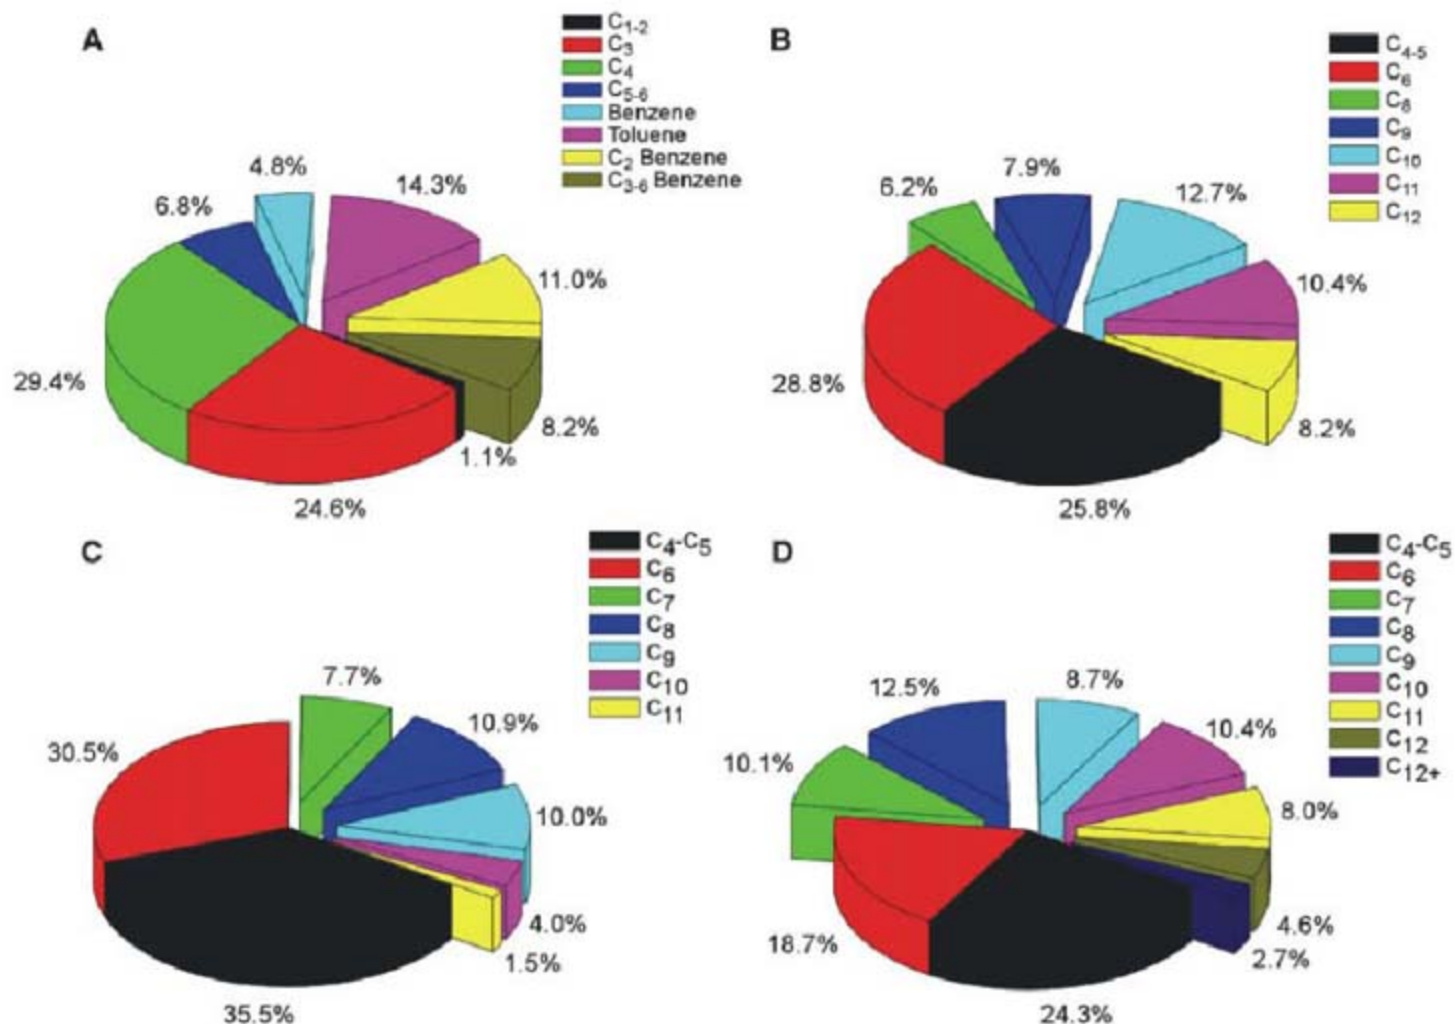 A
C1-2
C3
C4
C5-6
Benzene
Toluene
C2 Benzene
C3-6 Benzene
4.8%
14.3%
6.8%
11.0%
29.4%
8.2%
1.1%
24.6%
B
C4-5
C6
C8
C9
C10
C11
C12
7.9%
6.2%
12.7%
10.4%
28.8%
8.2%
25.8%
C
C4-C5
C6
C7
C8
C9
C10
C11
7.7%
10.9%
30.5%
10.0%
4.0%
1.5%
35.5%
D
C4-C5
C6
C7
C8
C9
C10
C11
C12
C12+
8.7%
12.5%
10.4%
10.1%
8.0%
4.6%
18.7%
2.7%
24.3%